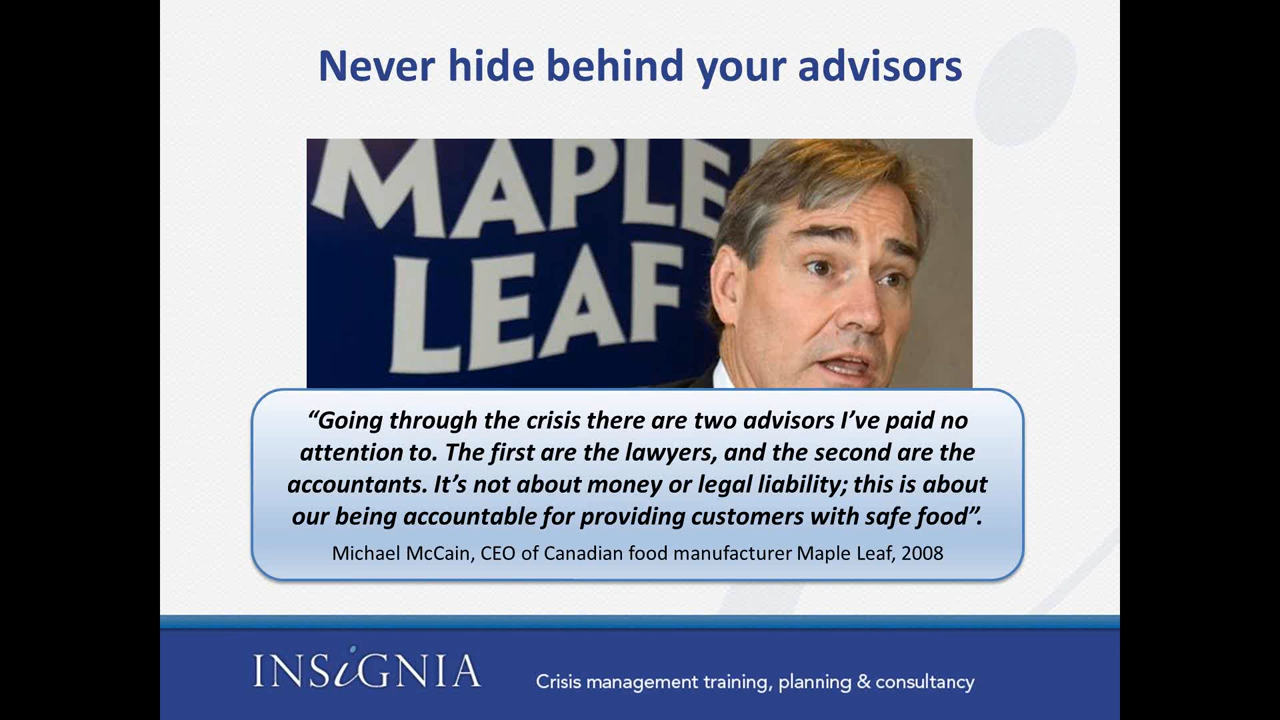 Never hide behind your advisors
MAPLE
LEAF
“Going through the crisis there are two advisors I’ve paid no
attention to. The first are the lawyers, and the second are the
accountants. It’s not about money or legal liability; this is about
our being accountable for providing customers with safe food”.
Michael McCain, CEO of Canadian food manufacturer Maple Leaf, 2008
INSiGNIA
Crisis management training, planning & consultancy